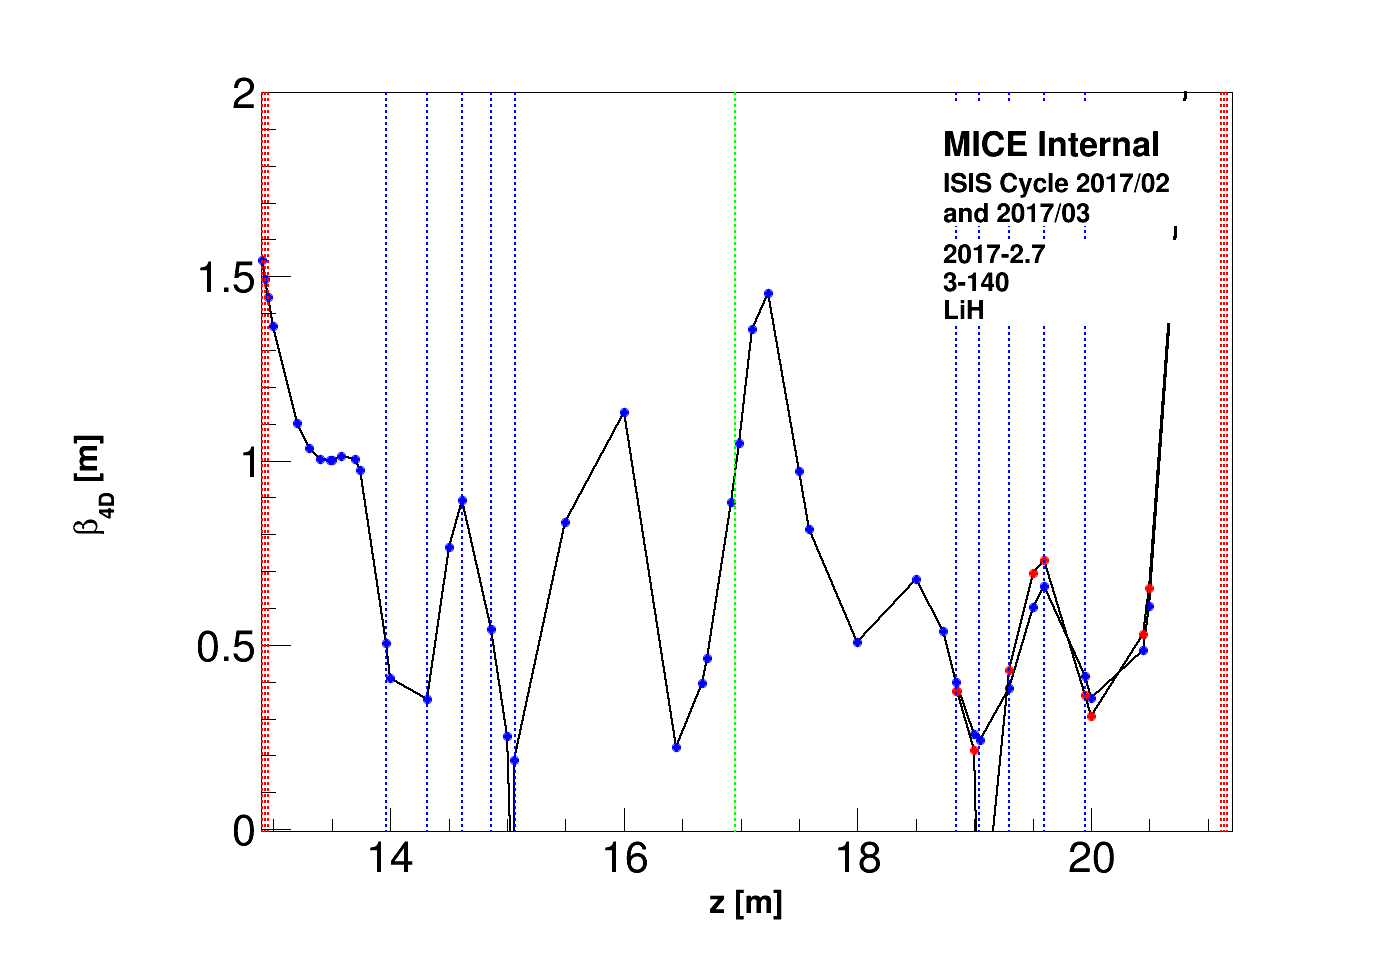 2
1.5
1
0.5
0
14
16
18
20
z [m]
β4D [m]
MICE Internal
ISIS Cycle 2017/02
and 2017/03
2017-2.7
3-140
LiH